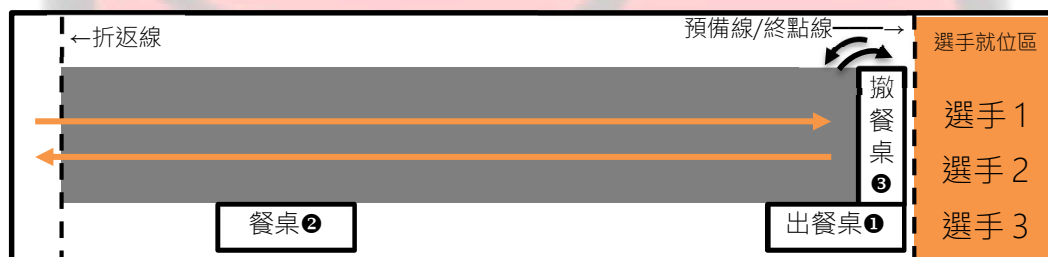 ←折返線
預備線/終點線——→
選手就位區
撤餐桌❸
選手 1
選手 2
選手 3
餐桌❷
出餐桌❶